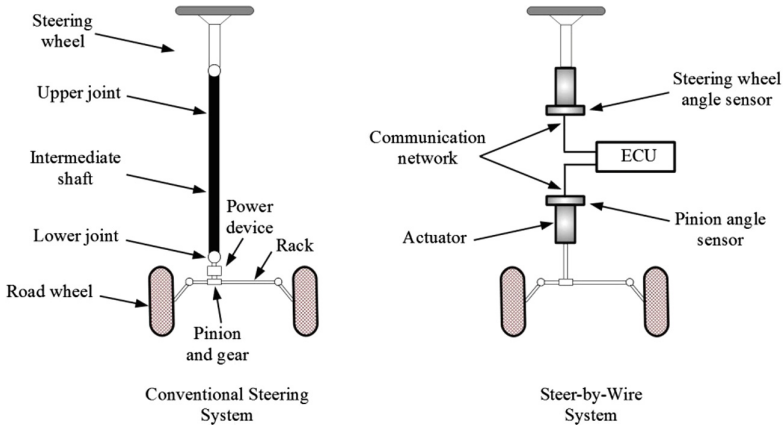 Steering
wheel
Upper joint
Intermediate
shaft
Lower joint
Power
device
Rack
Road wheel
Pinion
and gear
Conventional Steering
System
Steering wheel
angle sensor
Communication
network
ECU
Actuator
Pinion angle
sensor
Steer-by-Wire
System